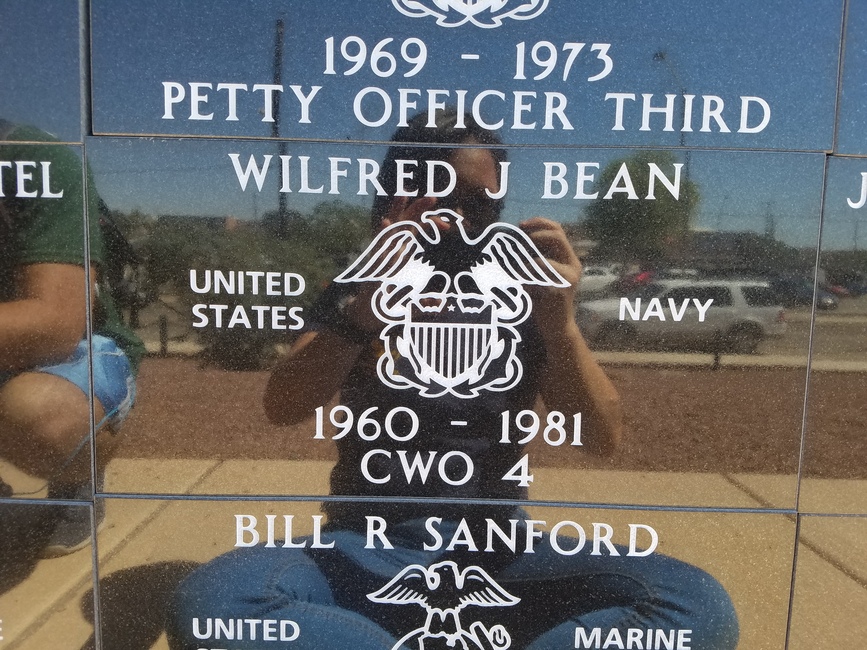 1969 - 1973
PETTY OFFICER THIRD
TEL
WILFRED J BEAN
UNITED STATES
NAVY
1960 - 1981
CWO 4
BILL R SANFORD
UNITED
MARINE
J